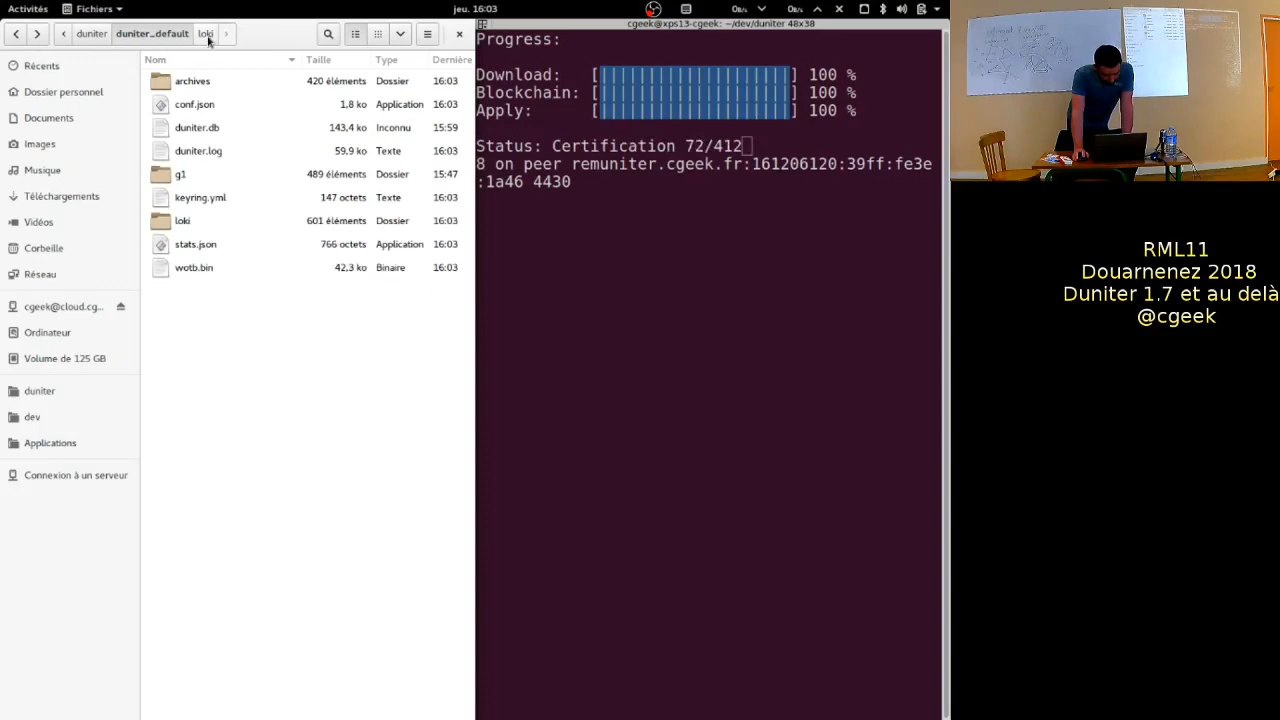 Activités Fichiers jeu. 16:03 0b/s 0b/s
duniter duniter_default loki
cgeek@xps13-cgeek: ~/dev/duniter 48x38
Récents
Dossier personnel
Documents
Images
Musique
Téléchargements
Vidéos
Corbeille
Réseau
cgeek@cloud.cg...
Ordinateur
Volume de 125 GB
duniter
dev
Applications
Connexion à un serveur
Nom Taille Type Dernière
archives 420 éléments Dossier 16:03
conf.json 1,8 ko Application 16:03
duniter.db 143,4 ko Inconnu 15:59
duniter.log 59,9 ko Texte 16:03
g1 489 éléments Dossier 15:47
keyring.yml 147 octets Texte 16:03
loki 601 éléments Dossier 16:03
stats.json 766 octets Application 16:03
wotb.bin 42,3 ko Binaire 16:03
Progress:
Download: [||||||||||||||||||||] 100 %
Blockchain: [||||||||||||||||||||] 100 %
Apply: [||||||||||||||||||||] 100 %
Status: Certification 72/412
8 on peer remuniter.cgeek.fr:161206120:39ff:fe3e
:1a46 4430
RML11
Douarnenez 2018
Duniter 1.7 et au delà
@cgeek